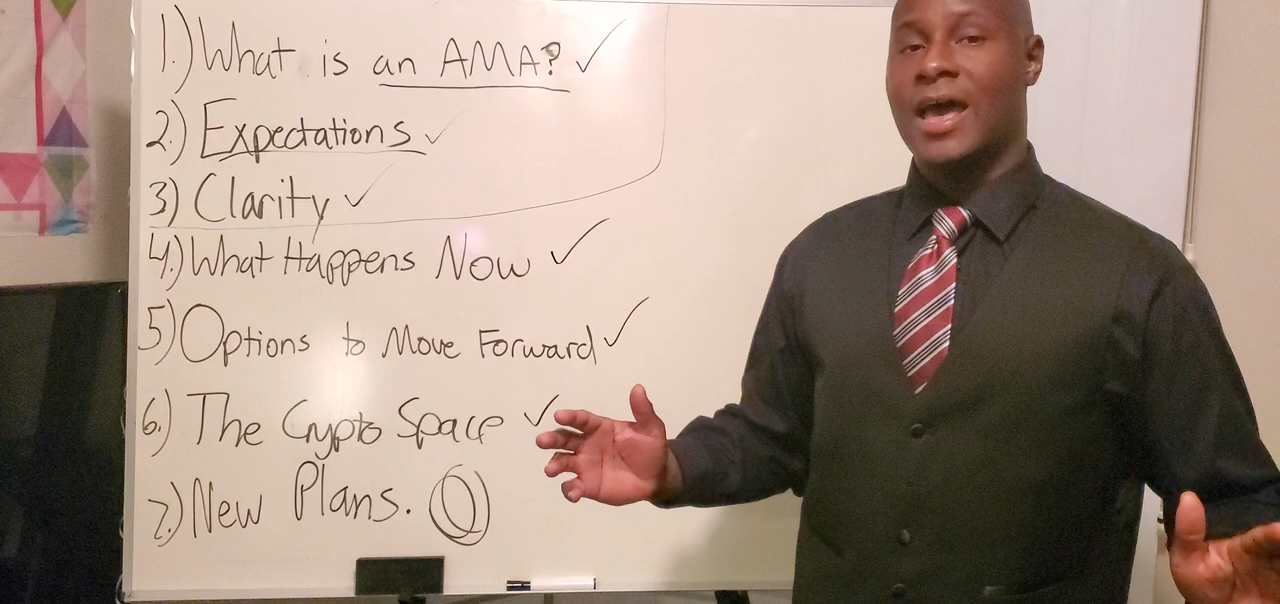 1.) What is an AMA? ✓
2.) Expectations ✓
3) Clarity ✓
4.) What Happens Now ✓
5) Options to Move Forward ✓
6.) The Crypto Space ✓
7.) New Plans.